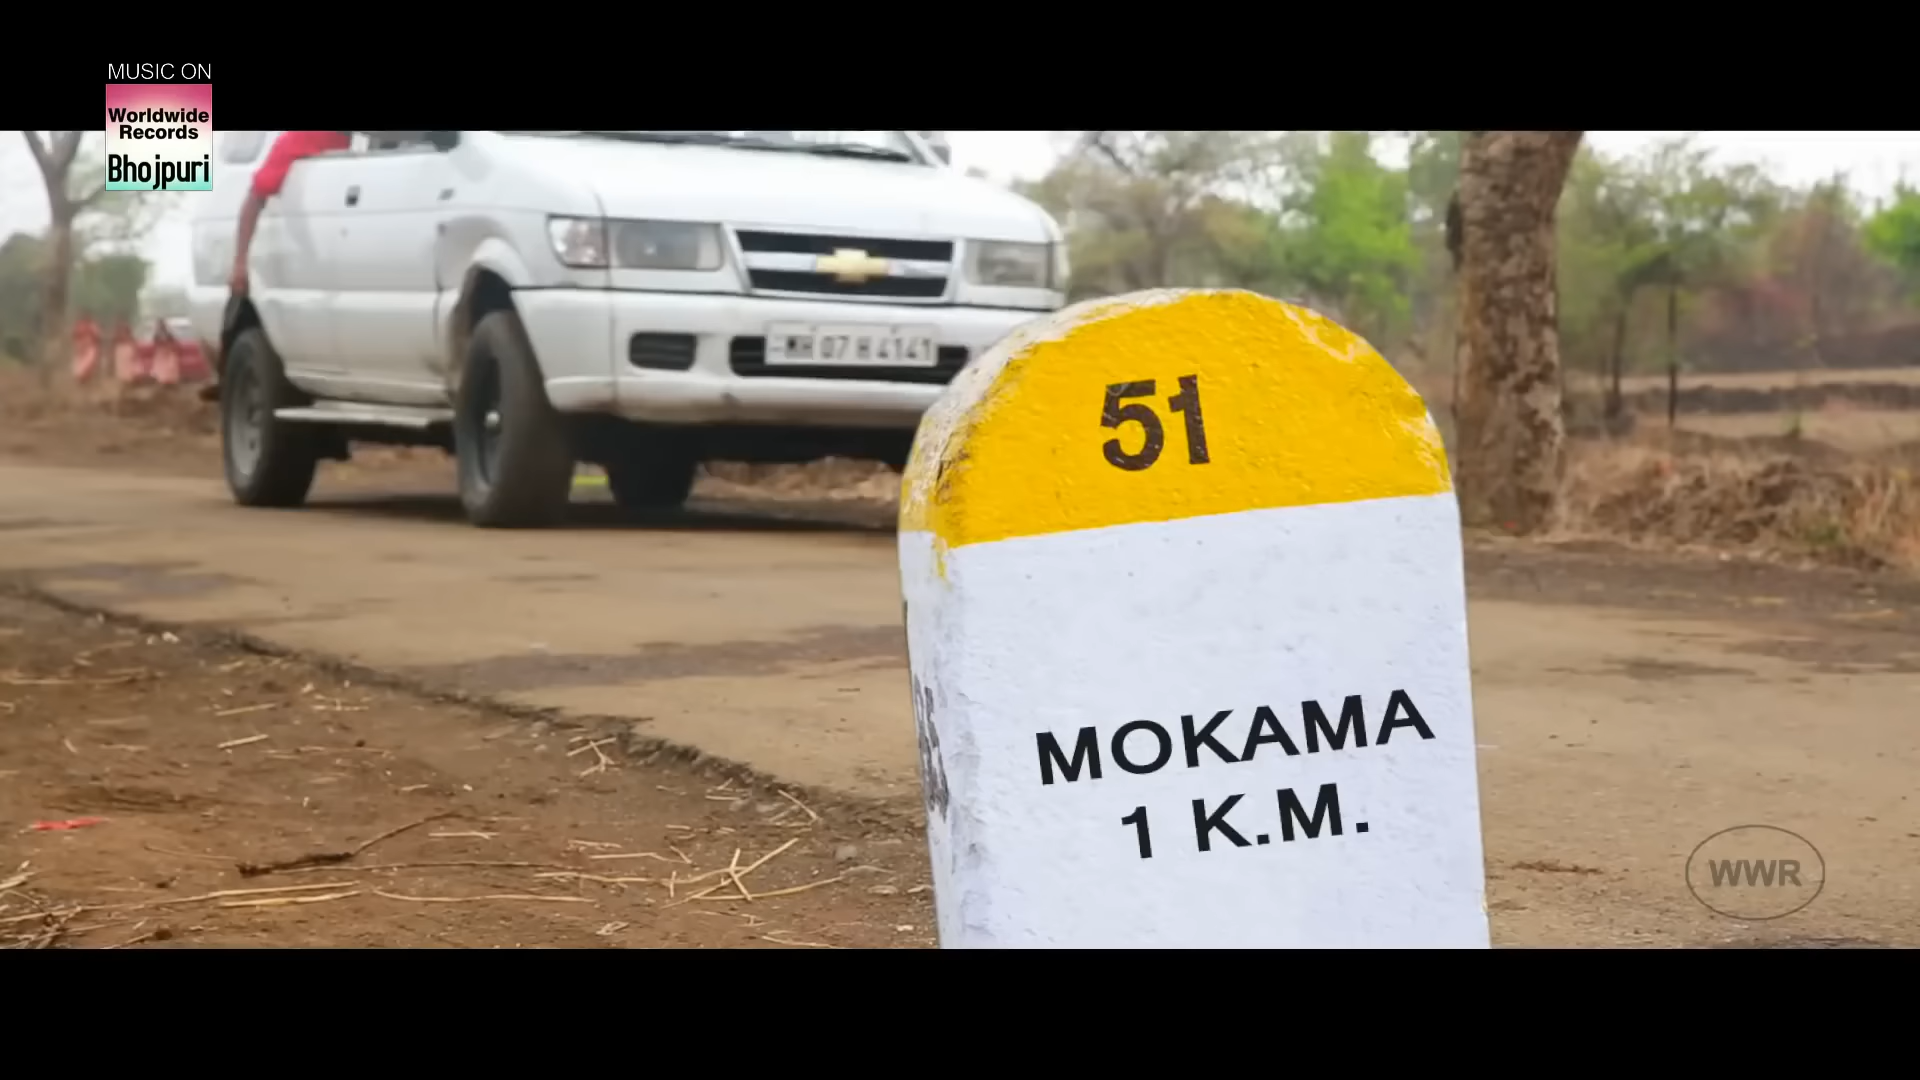 MUSIC ON
Worldwide
Records
Bhojpuri
MH 07 H 4141
51
MOKAMA
1 K.M.
WWR